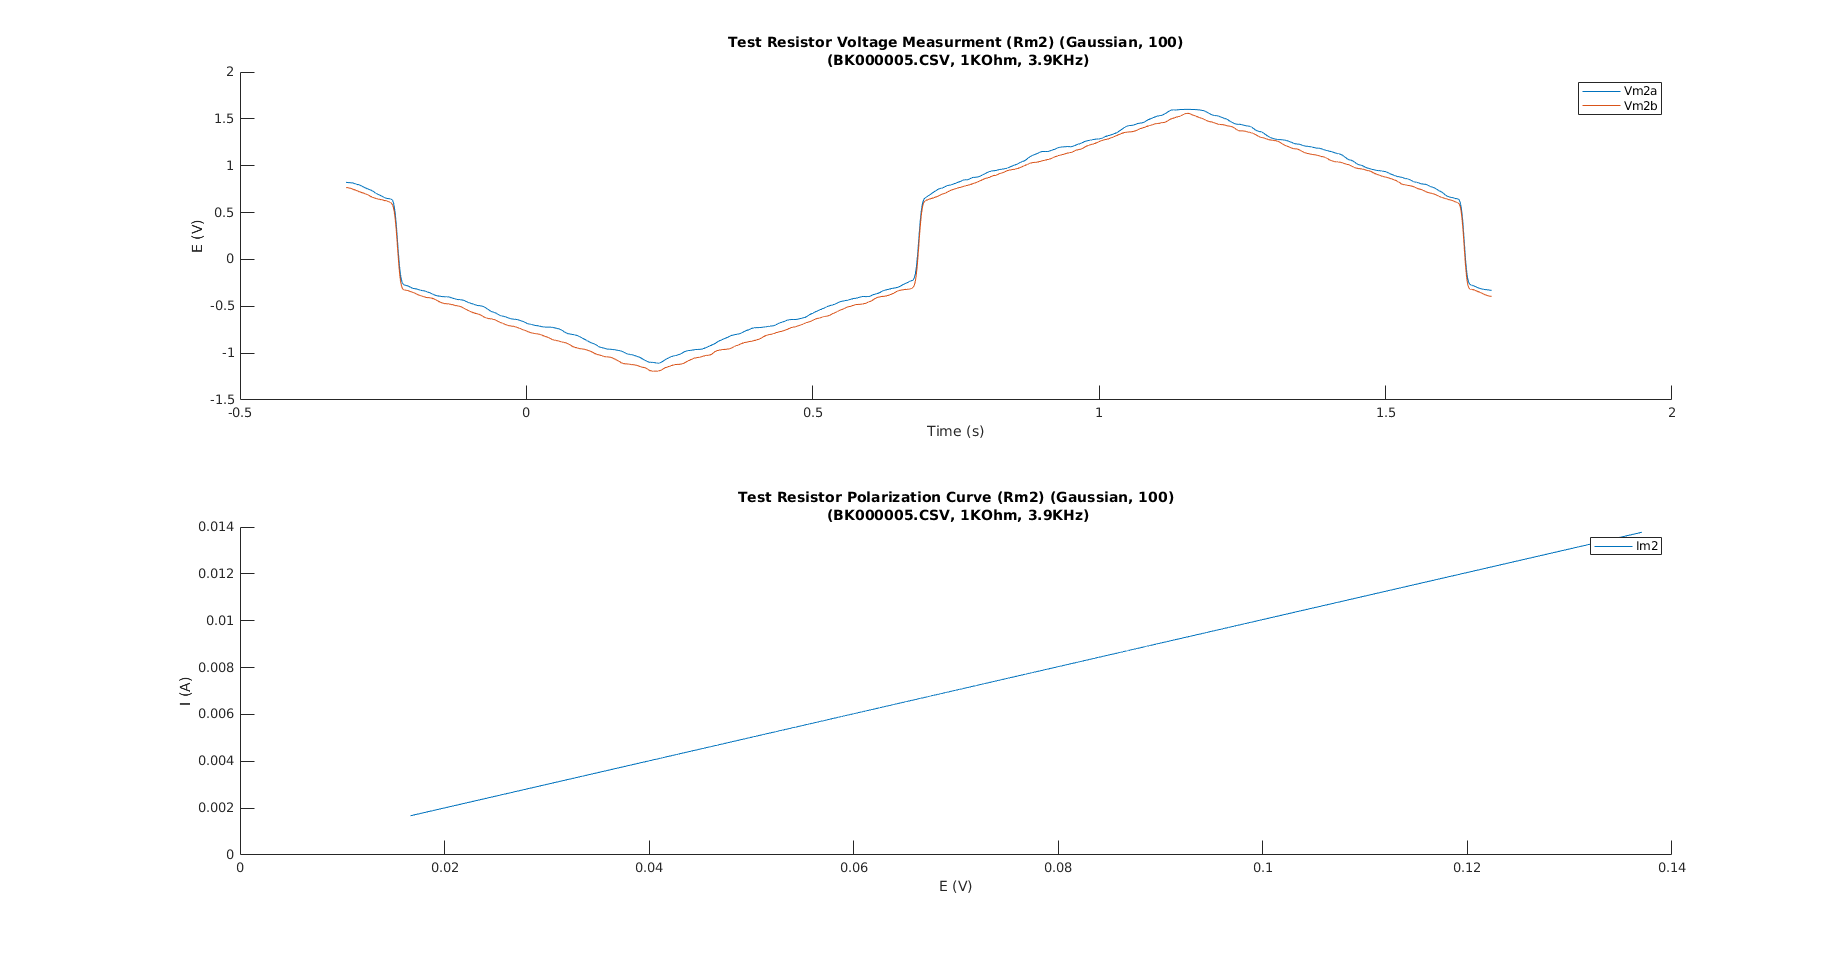 Test Resistor Voltage Measurment (Rm2) (Gaussian, 100)
(BK000005.CSV, 1KOhm, 3.9KHz)
2
1.5
1
0.5
0
-0.5
-1
-1.5
E (V)
Vm2a
Vm2b
-0.5
0
0.5
1
1.5
2
Time (s)
Test Resistor Polarization Curve (Rm2) (Gaussian, 100)
(BK000005.CSV, 1KOhm, 3.9KHz)
0.014
0.012
0.01
0.008
0.006
0.004
0.002
0
I (A)
Im2
0
0.02
0.04
0.06
0.08
0.1
0.12
0.14
E (V)